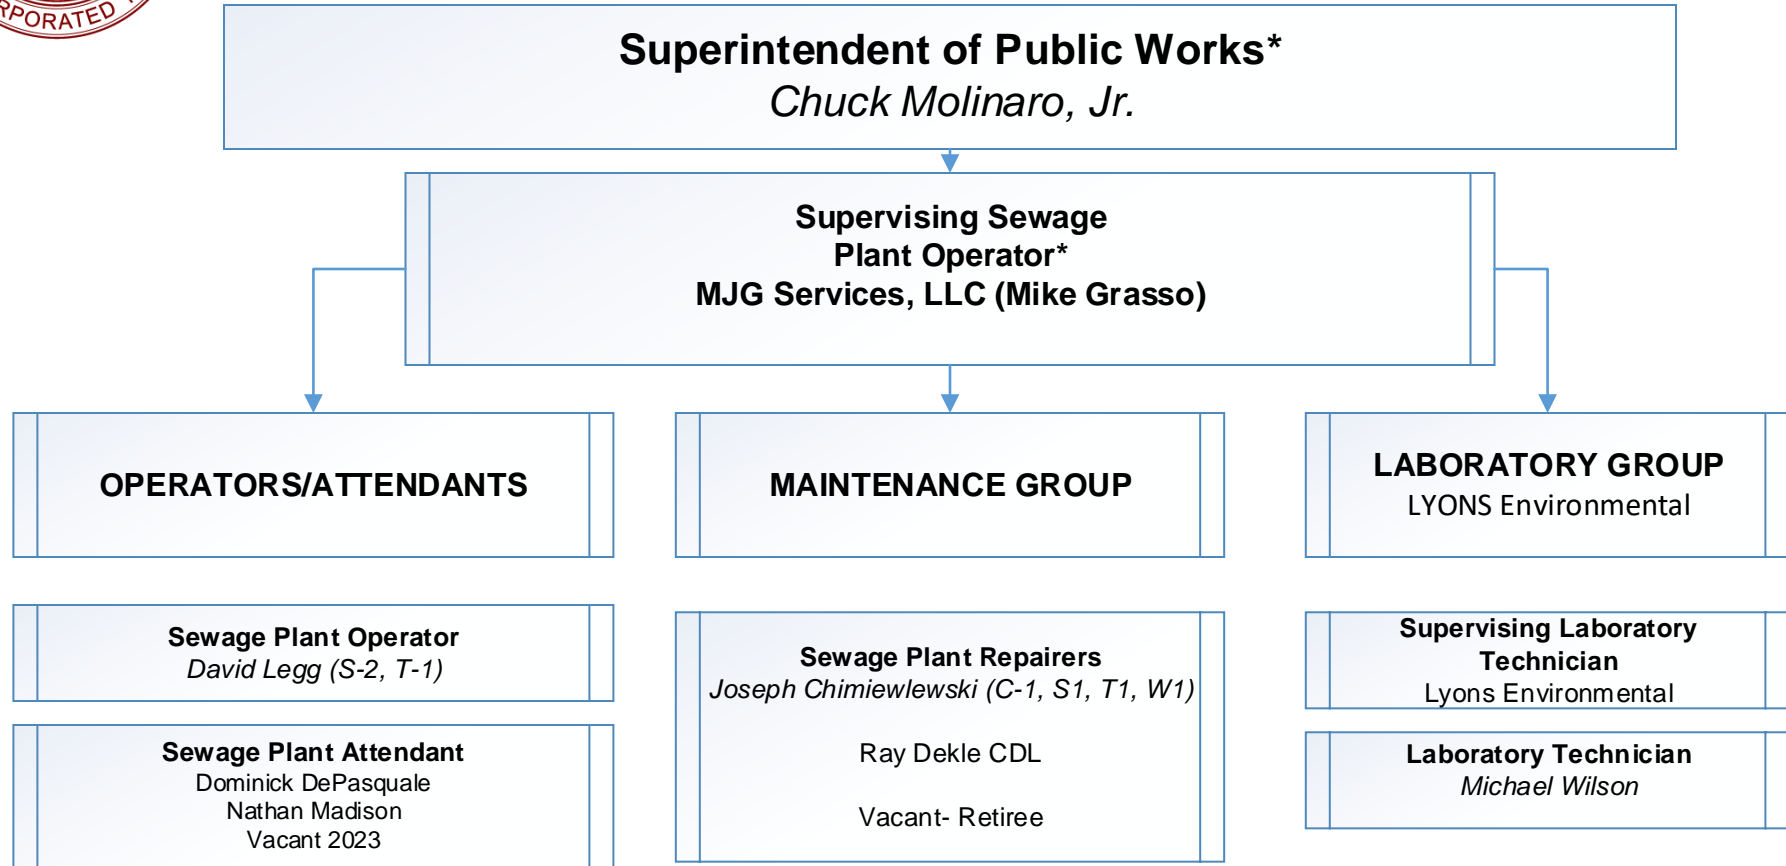 RPORATED
Superintendent of Public Works*
Chuck Molinaro, Jr.
Supervising Sewage
Plant Operator*
MJG Services, LLC (Mike Grasso)
OPERATORS/ATTENDANTS
MAINTENANCE GROUP
LABORATORY GROUP
LYONS Environmental
Sewage Plant Operator
David Legg (S-2, T-1)
Sewage Plant Attendant
Dominick DePasquale
Nathan Madison
Vacant 2023
Sewage Plant Repairers
Joseph Chimiewlewski (C-1, S1, T1, W1)
Ray Dekle CDL
Vacant- Retiree
Supervising Laboratory
Technician
Lyons Environmental
Laboratory Technician
Michael Wilson